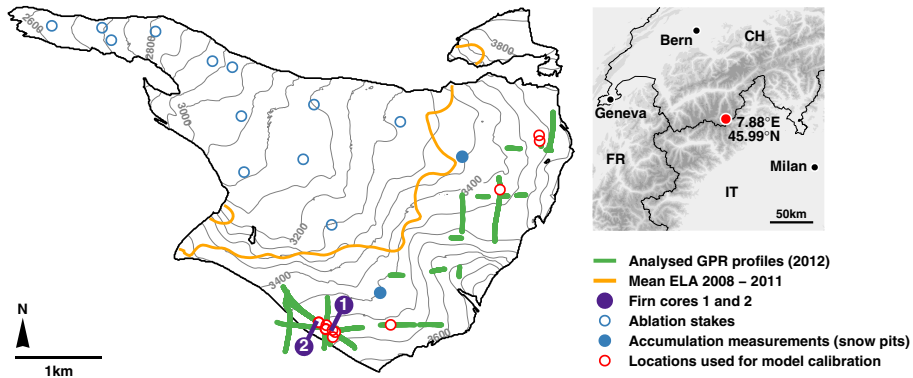 2600
2800
3000
3200
3400
3400
3600
3800
1
2
N
1km
Bern
CH
Geneva
7.88°E
45.99°N
FR
Milan
IT
50km
Analysed GPR profiles (2012)
Mean ELA 2008 – 2011
Firn cores 1 and 2
Ablation stakes
Accumulation measurements (snow pits)
Locations used for model calibration